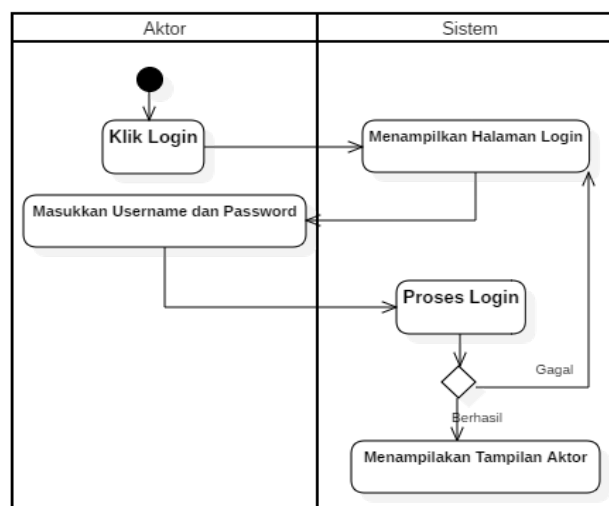 Aktor
Sistem
Klik Login
Menampilkan Halaman Login
Masukkan Username dan Password
Proses Login
Gagal
Berhasil
Menampilakan Tampilan Aktor